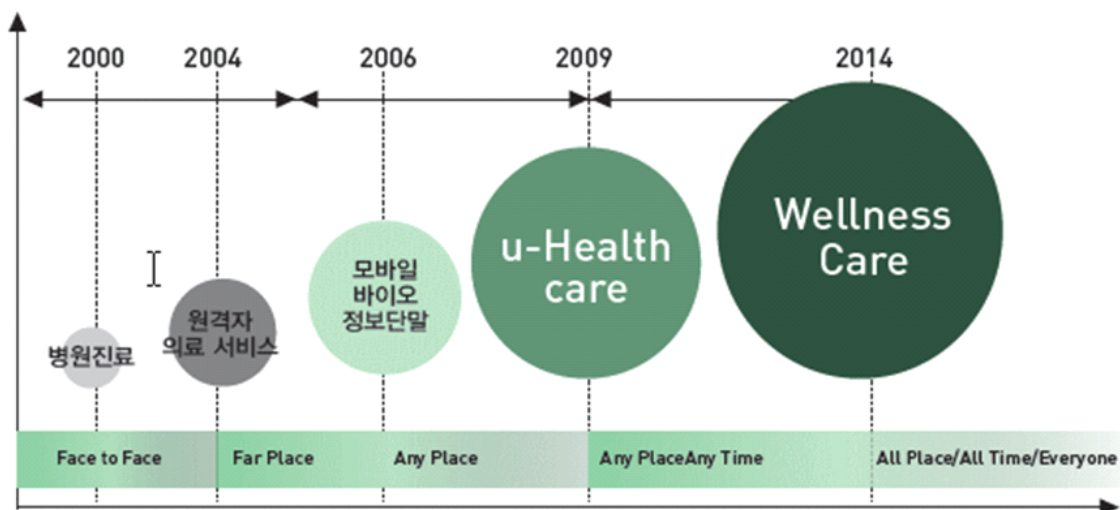 2000
2004
2006
2009
2014
병원진료
원격자
의료 서비스
모바일
바이오
정보단말
u-Health
care
Wellness
Care
Face to Face
Far Place
Any Place
Any PlaceAny Time
All Place/All Time/Everyone